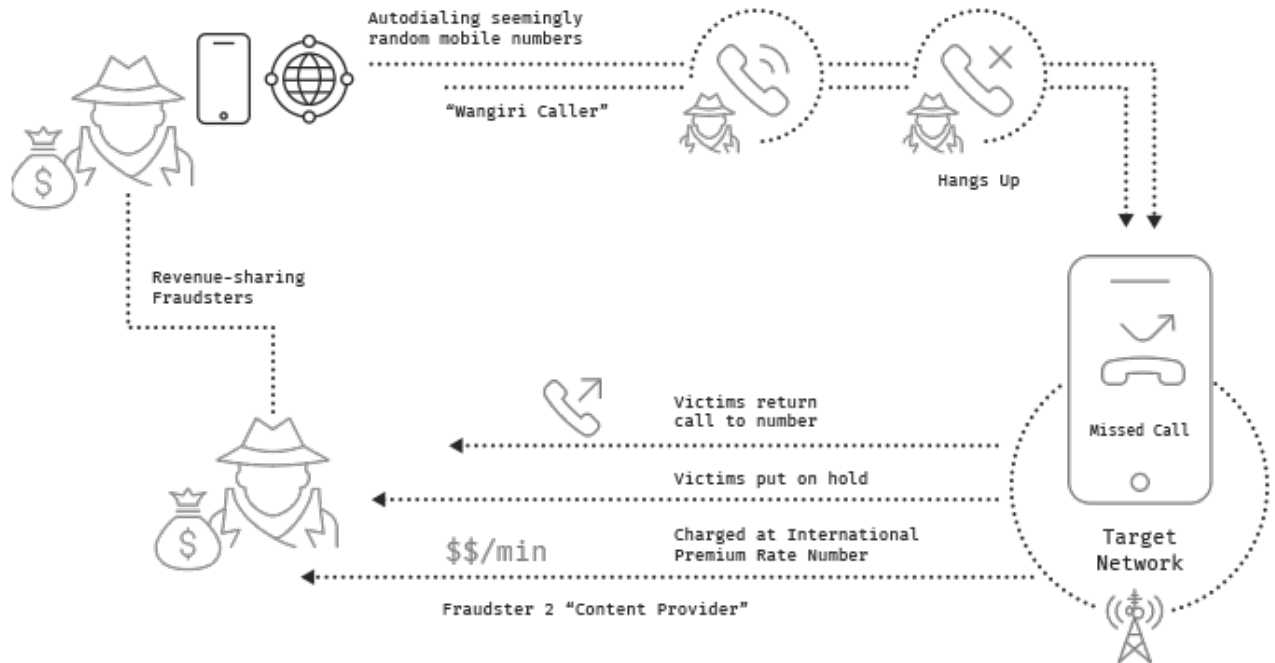 Autodialing seemingly
random mobile numbers
“Wangiri Caller”
Hangs Up
Revenue-sharing
Fraudsters
Missed Call
Target
Network
Victims return
call to number
Victims put on hold
$$/min
Charged at International
Premium Rate Number
Fraudster 2 “Content Provider”
$
$